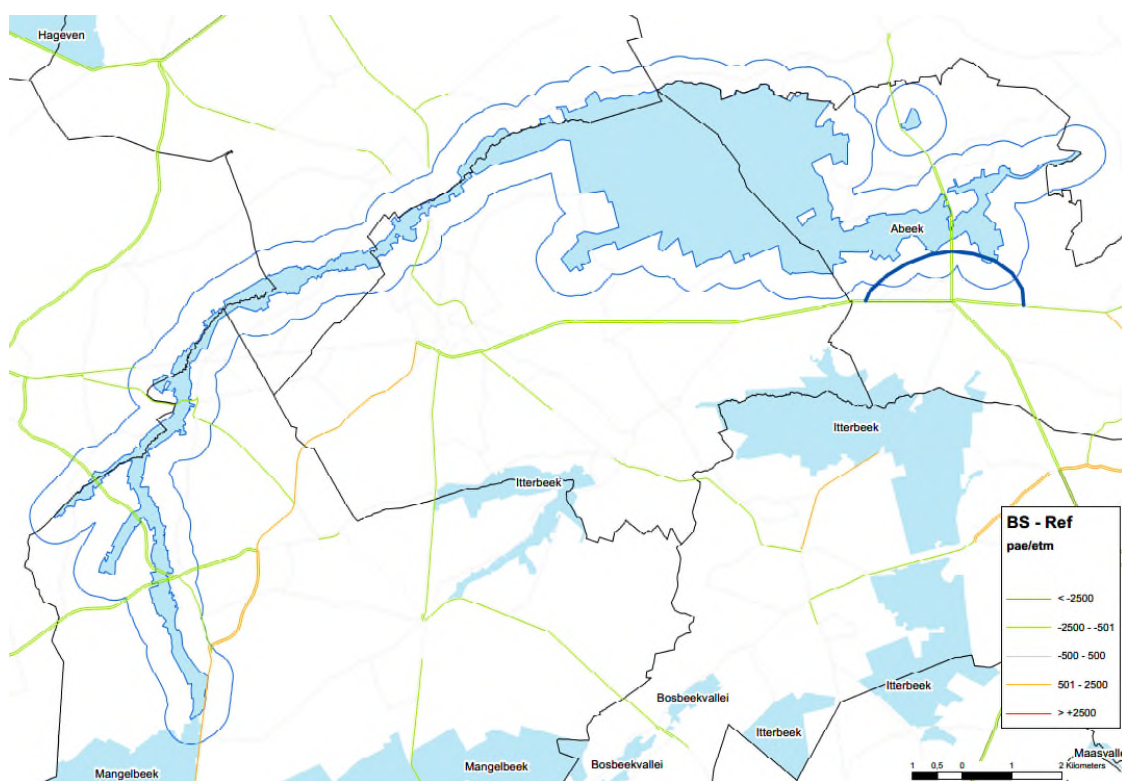 Hageven
Abeek
Itterbeek
Itterbeek
BS - Ref
pae/etm
< -2500
-2500 - -501
-500 - 500
501 - 2500
> +2500
Itterbeek
Bosbeekvallei
Itterbeek
Bosbeekvallei
Mangelbeek
Mangelbeek
Maasvalle
1 0,5 0 1 2
Kilometers